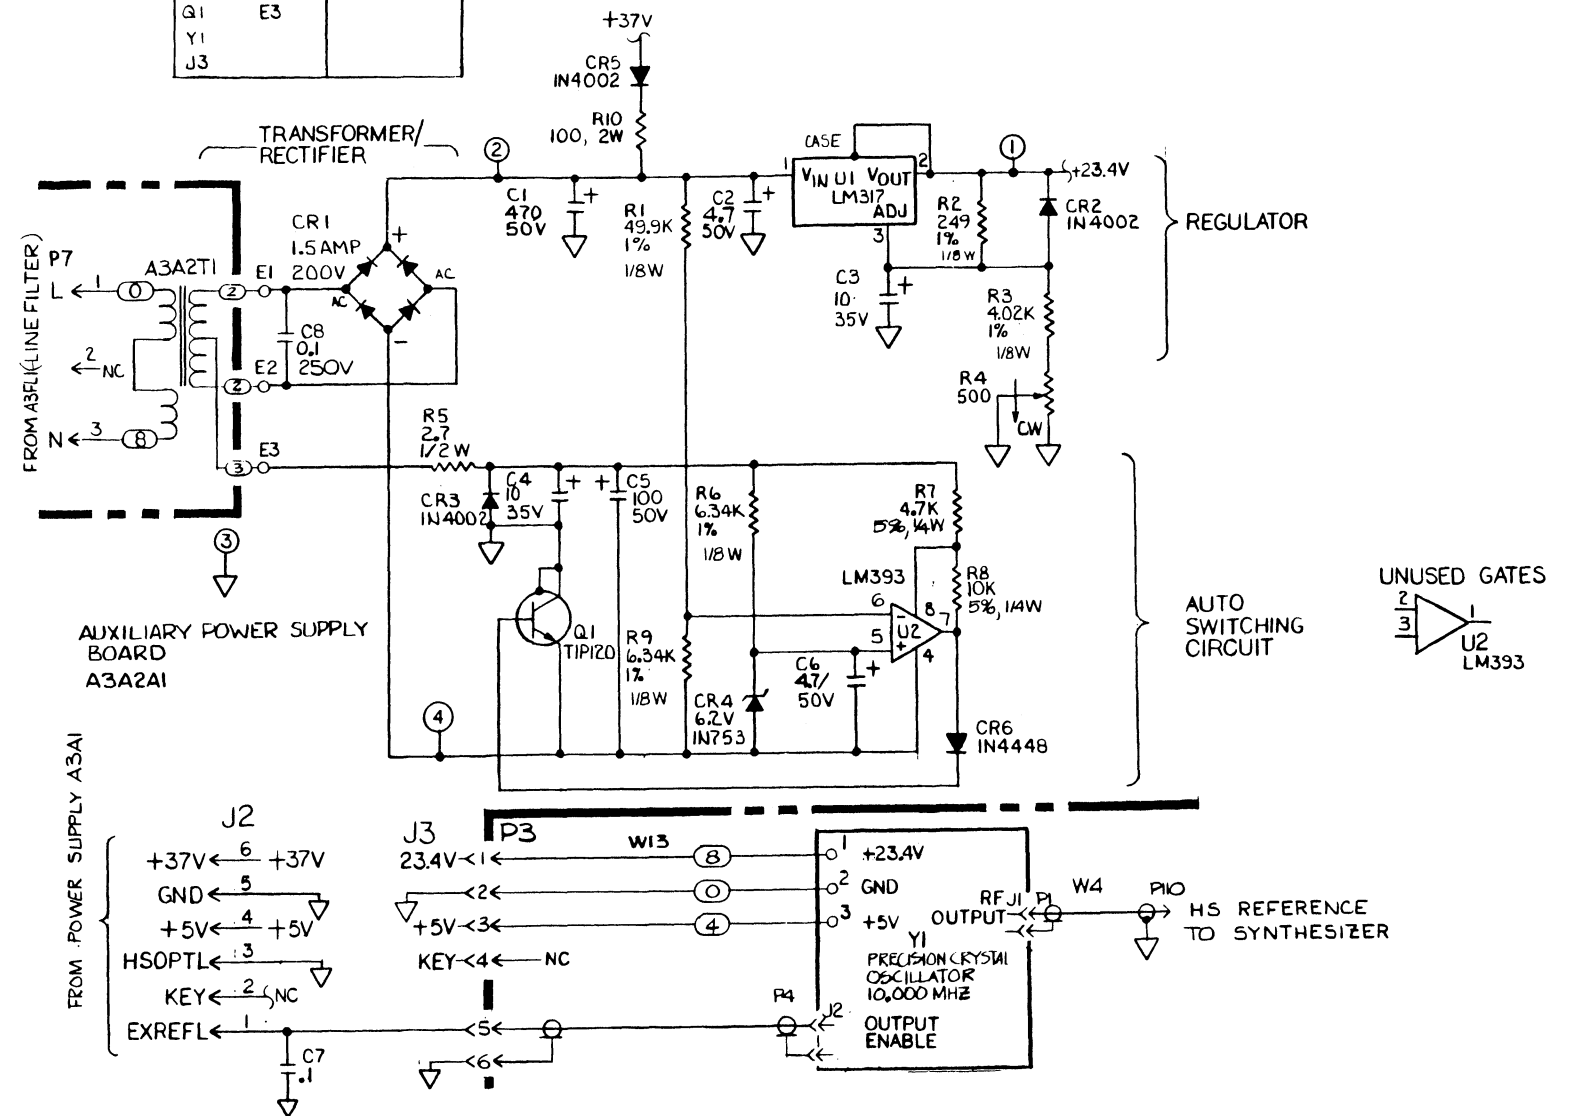 Q1 E3
Y1
J3
+37V
CR5
1N4002
R10
100, 2W
TRANSFORMER/
RECTIFIER
2
CASE
1
2
VIN U1 VOUT
LM317
ADJ
3
1
+23.4V
C1
470
50V
+
R1
49.9K
1%
1/8W
C2
4.7
50V
+
R2
249
1%
1/8W
CR2
1N4002
REGULATOR
CR1
1.5AMP
200V
+
AC
AC
-
FROM A3FL1(LINE FILTER)
P7
L 1 0
A3A2T1
2 E1
2 NC
C8
0.1
250V
2 E2
N 3 8
3 E3
C3
10
35V
+
R3
4.02K
1%
1/8W
R4
500
CW
R5
2.7
1/2W
CR3
1N4002
C4
10
35V
+
+
C5
100
50V
R6
6.34K
1%
1/8W
R7
4.7K
5%, 1/4W
R8
10K
5%, 1/4W
LM393
6
8
-
U2
7
5
+
4
3
AUXILIARY POWER SUPPLY
BOARD
A3A2A1
Q1
TIP120
R9
6.34K
1%
1/8W
CR4
6.2V
1N753
C6
4.7/
50V
+
4
CR6
1N4448
AUTO
SWITCHING
CIRCUIT
UNUSED GATES
2
3
1
U2
LM393
FROM POWER SUPPLY A3A1
J2
+37V 6 +37V
GND 5
+5V 4 +5V
HSOPTL 3
KEY 2 NC
EXREFL 1
C7
.1
J3 P3
W13
23.4V 1 8
2 0
+5V 3 4
KEY 4 NC
5
6
P4
J2
1 +23.4V
2 GND
3 +5V
RF J1
OUTPUT
Y1
PRECISION CRYSTAL
OSCILLATOR
10.000 MHZ
OUTPUT
ENABLE
P1
W4
P110
HS REFERENCE
TO SYNTHESIZER